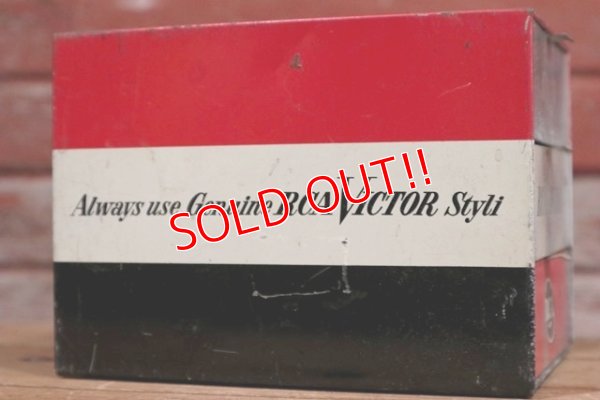 Always use Genuine RCA VICTOR Styli
SOLD OUT!!